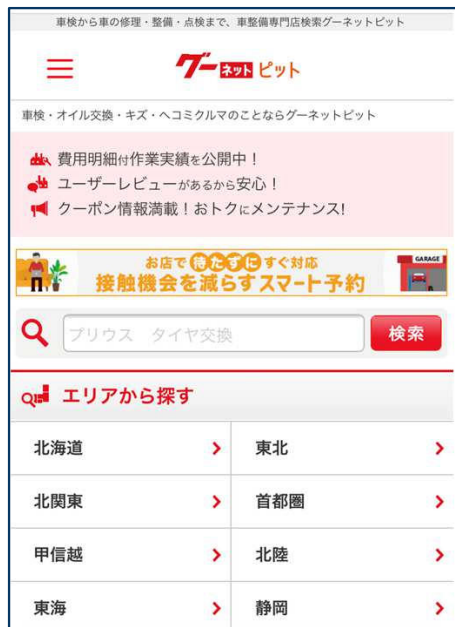 車検から車の修理・整備・点検まで、車整備専門店検索グーネットピット
グーネットピット
車検・オイル交換・キズ・ヘコミクルマのことならグーネットピット
費用明細付作業実績を公開中！
ユーザーレビューがあるから安心！
クーポン情報満載！おトクにメンテナンス!
お店で待たずにすぐ対応
接触機会を減らすスマート予約
GARAGE
プリウス　タイヤ交換
検索
エリアから探す
北海道
東北
北関東
首都圏
甲信越
北陸
東海
静岡